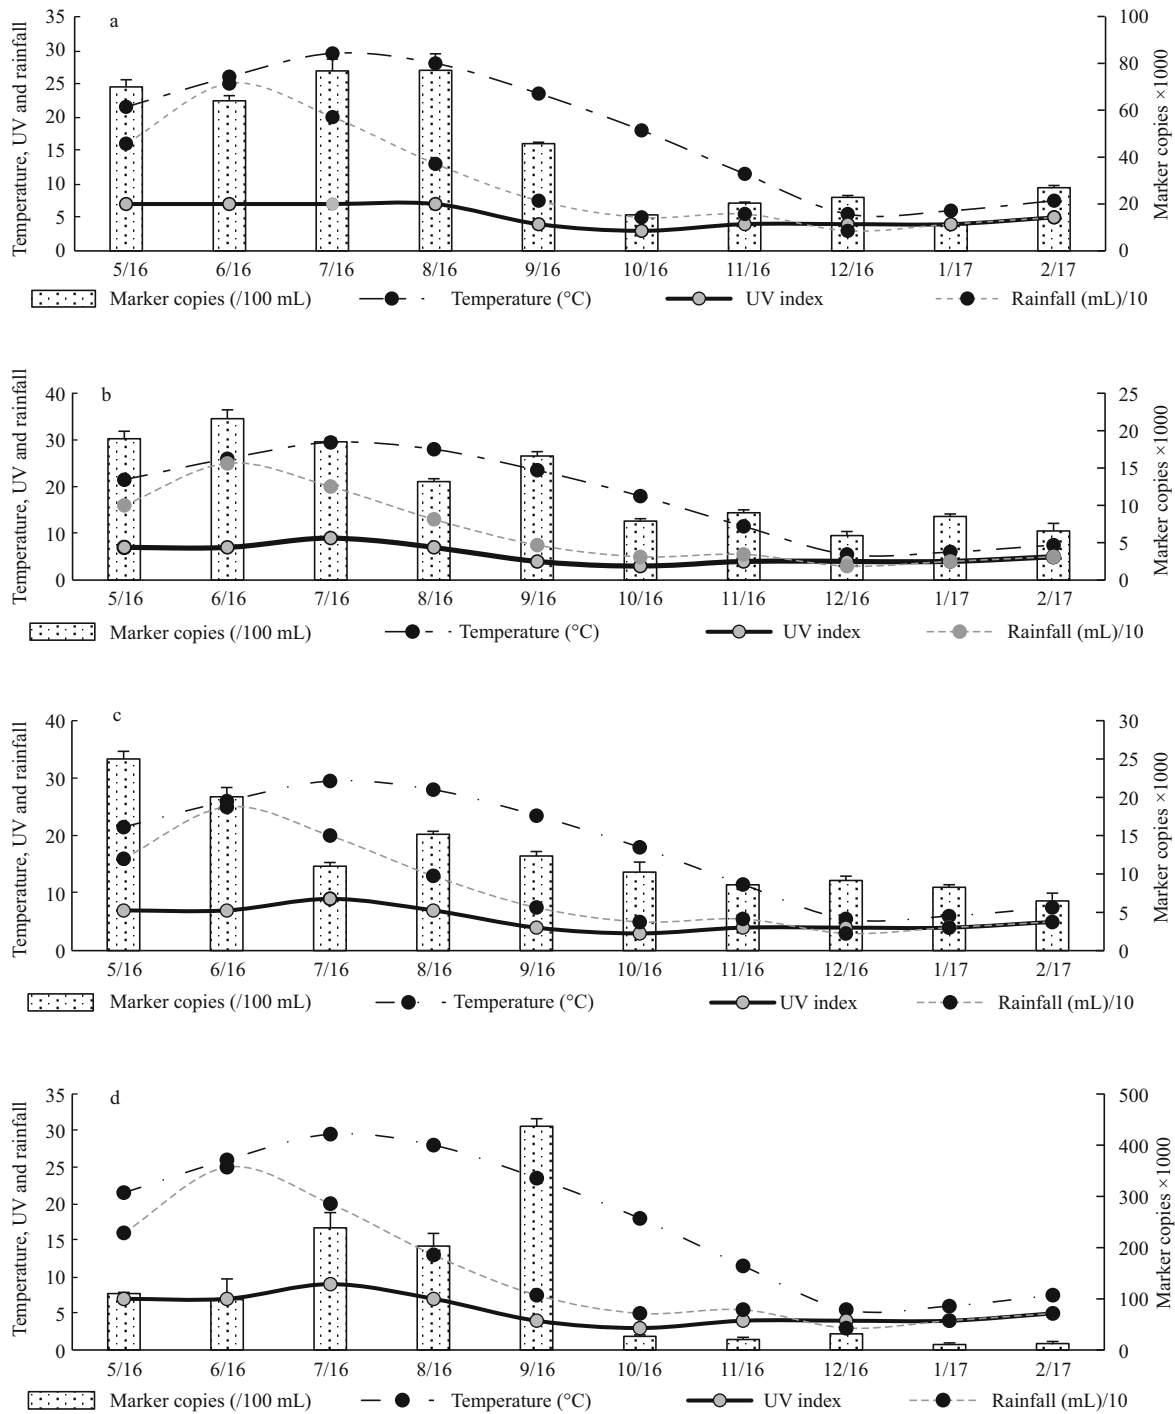 a
Temperature, UV and rainfall
35
30
25
20
15
10
5
0
100
80
60
40
20
0
Marker copies ×1000
5/16 6/16 7/16 8/16 9/16 10/16 11/16 12/16 1/17 2/17
Marker copies (/100 mL) Temperature (°C) UV index Rainfall (mL)/10
b
Temperature, UV and rainfall
40
30
20
10
0
25
20
15
10
5
0
Marker copies ×1000
5/16 6/16 7/16 8/16 9/16 10/16 11/16 12/16 1/17 2/17
Marker copies (/100 mL) Temperature (°C) UV index Rainfall (mL)/10
c
Temperature, UV and rainfall
40
30
20
10
0
30
25
20
15
10
5
0
Marker copies ×1000
5/16 6/16 7/16 8/16 9/16 10/16 11/16 12/16 1/17 2/17
Marker copies (/100 mL) Temperature (°C) UV index Rainfall (mL)/10
d
Temperature, UV and rainfall
35
30
25
20
15
10
5
0
500
400
300
200
100
0
Marker copies ×1000
5/16 6/16 7/16 8/16 9/16 10/16 11/16 12/16 1/17 2/17
Marker copies (/100 mL) Temperature (°C) UV index Rainfall (mL)/10